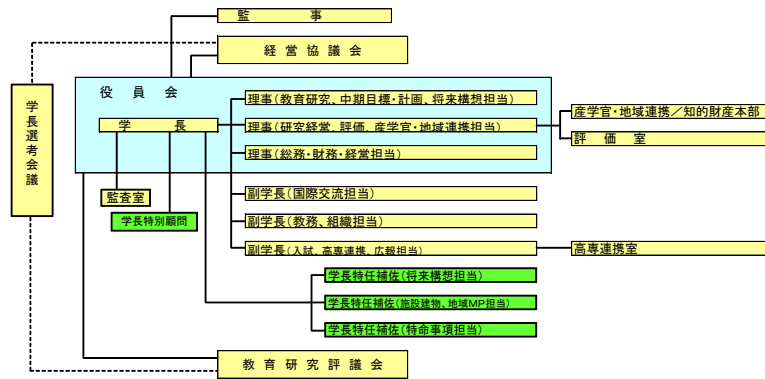 監事
経営協議会
学長選考会議
役員会
理事(教育研究、中期目標・計画、将来構想担当)
学長
理事(研究経営、評価、産学官・地域連携担当)
産学官・地域連携/知的財産本部
評価室
理事(総務・財務・経営担当)
監査室
学長特別顧問
副学長(国際交流担当)
副学長(教務、組織担当)
副学長(入試、高専連携、広報担当)
高専連携室
学長特任補佐(将来構想担当)
学長特任補佐(施設建物、地域MP担当)
学長特任補佐(特命事項担当)
教育研究評議会